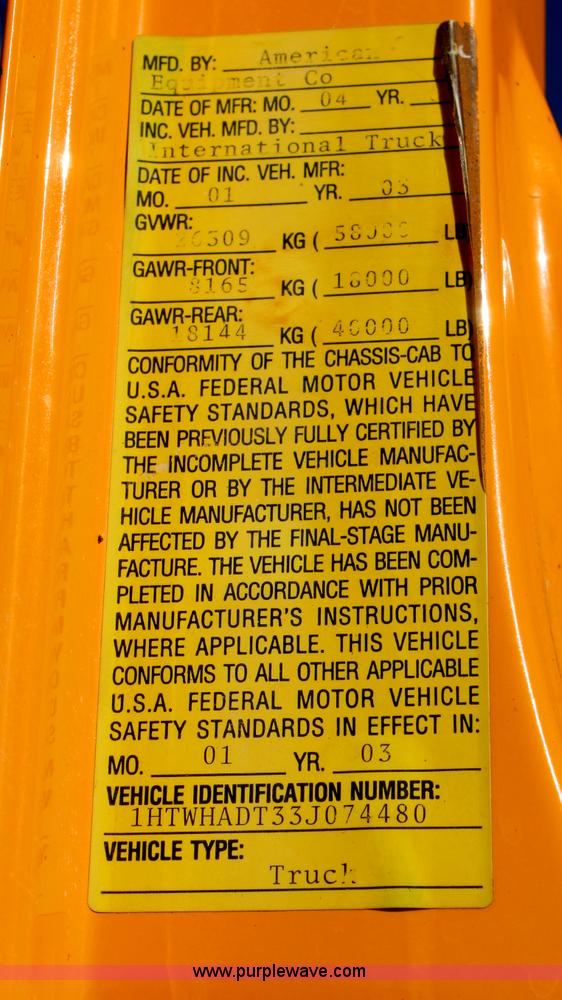 MFD. BY: American
Equipment Co
DATE OF MFR: MO. 04 YR.
INC. VEH. MFD. BY:
International Truck
DATE OF INC. VEH. MFR:
MO. 01 YR. 03
GVWR:
26309 KG ( 58000 LB)
GAWR-FRONT:
8165 KG ( 18000 LB)
GAWR-REAR:
18144 KG ( 40000 LB)
CONFORMITY OF THE CHASSIS-CAB TO
U.S.A. FEDERAL MOTOR VEHICLE
SAFETY STANDARDS, WHICH HAVE
BEEN PREVIOUSLY FULLY CERTIFIED BY
THE INCOMPLETE VEHICLE MANUFAC-
TURER OR BY THE INTERMEDIATE VE-
HICLE MANUFACTURER, HAS NOT BEEN
AFFECTED BY THE FINAL-STAGE MANU-
FACTURE. THE VEHICLE HAS BEEN COM-
PLETED IN ACCORDANCE WITH PRIOR
MANUFACTURER'S INSTRUCTIONS,
WHERE APPLICABLE. THIS VEHICLE
CONFORMS TO ALL OTHER APPLICABLE
U.S.A. FEDERAL MOTOR VEHICLE
SAFETY STANDARDS IN EFFECT IN:
MO. 01 YR. 03
VEHICLE IDENTIFICATION NUMBER:
1HTWHADT33J074480
VEHICLE TYPE:
Truck
www.purplewave.com